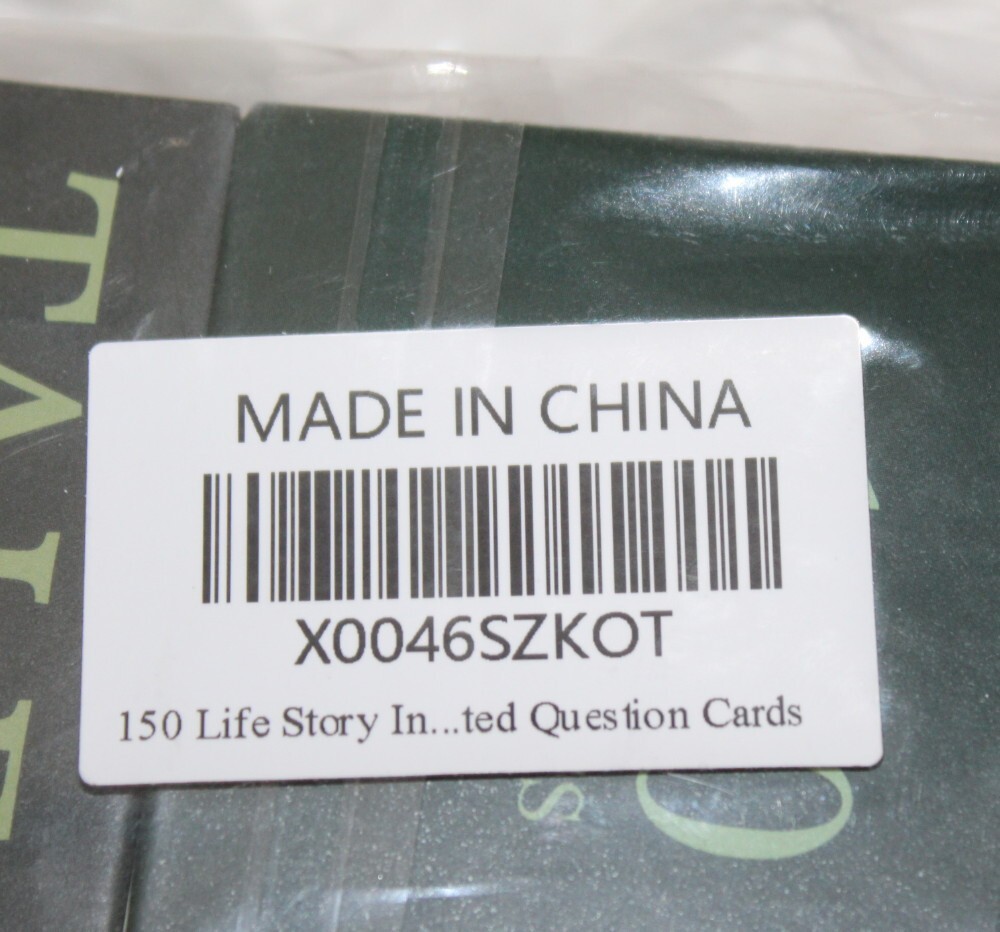 MADE IN CHINA
X0046SZKOT
150 Life Story In...ted Question Cards